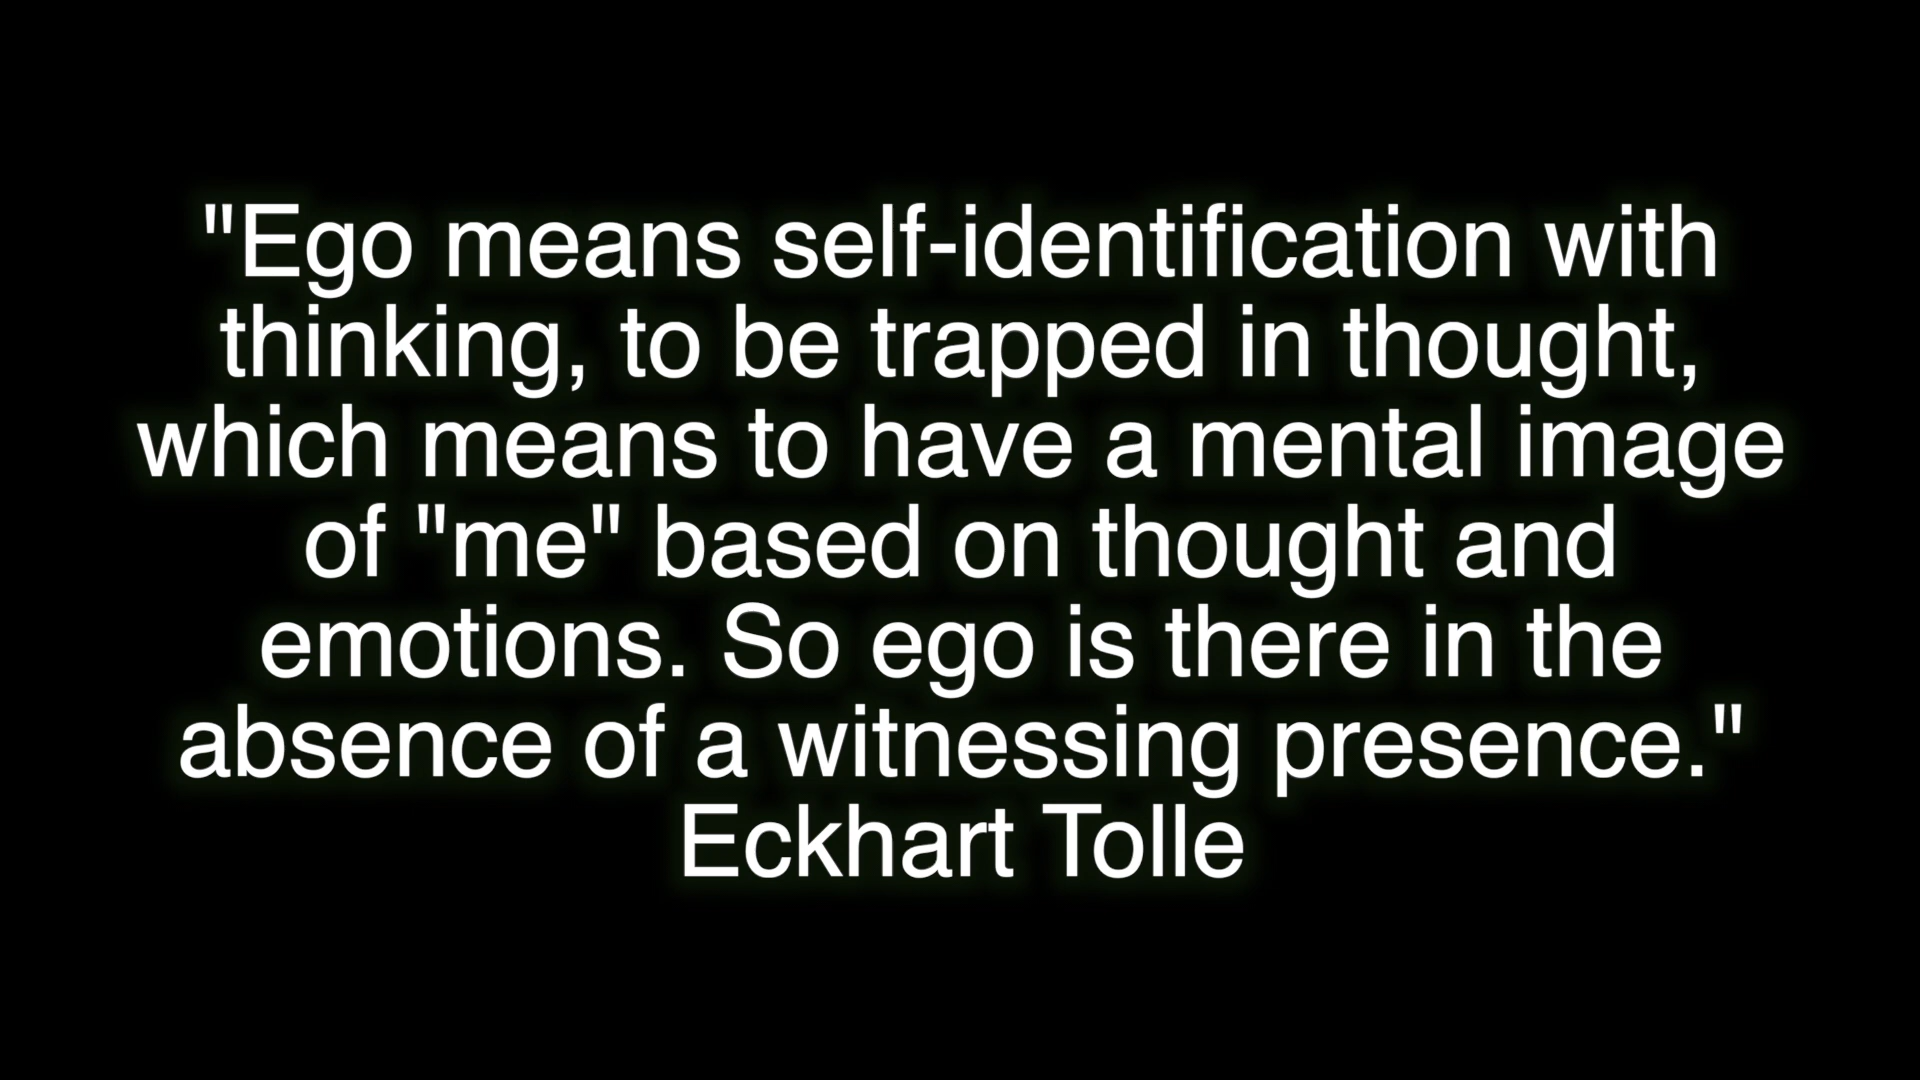 "Ego means self-identification with
thinking, to be trapped in thought,
which means to have a mental image
of "me" based on thought and
emotions. So ego is there in the
absence of a witnessing presence."
Eckhart Tolle